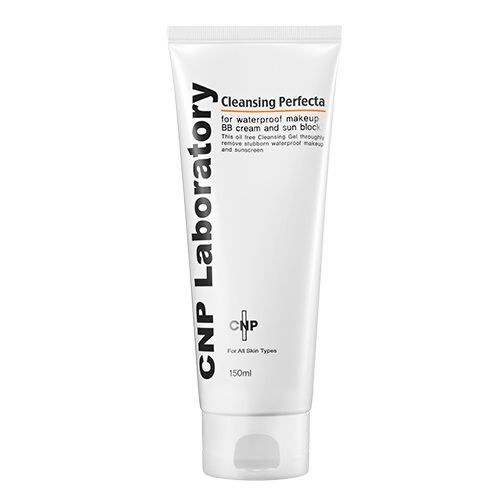 CNP Laboratory
Cleansing Perfecta
for waterproof makeup
BB cream and sun block.
This oil free Cleansing Gel throughly
remove stubborn waterproof makeup
and sunscreen
CNP
For All Skin Types
150ml